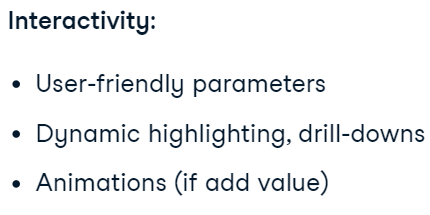 Interactivity:
• User-friendly parameters
• Dynamic highlighting, drill-downs
• Animations (if add value)